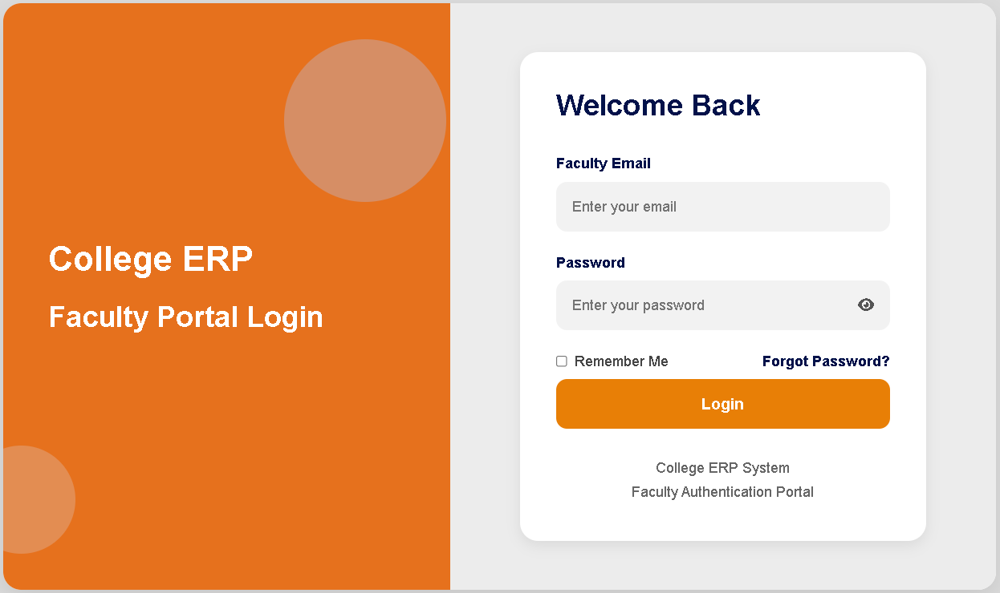 College ERP
Faculty Portal Login
Welcome Back
Faculty Email
Enter your email
Password
Enter your password
Remember Me
Forgot Password?
Login
College ERP System
Faculty Authentication Portal